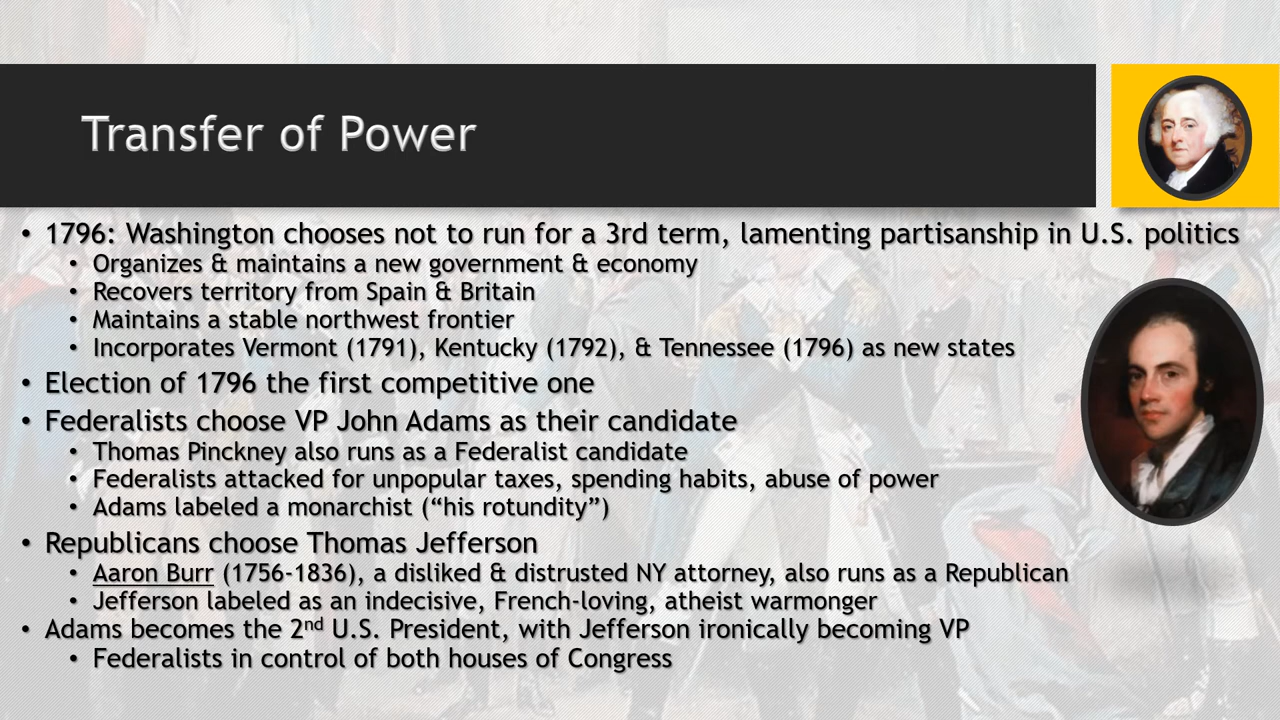 Transfer of Power
• 1796: Washington chooses not to run for a 3rd term, lamenting partisanship in U.S. politics
• Organizes & maintains a new government & economy
• Recovers territory from Spain & Britain
• Maintains a stable northwest frontier
• Incorporates Vermont (1791), Kentucky (1792), & Tennessee (1796) as new states
• Election of 1796 the first competitive one
• Federalists choose VP John Adams as their candidate
• Thomas Pinckney also runs as a Federalist candidate
• Federalists attacked for unpopular taxes, spending habits, abuse of power
• Adams labeled a monarchist (“his rotundity”)
• Republicans choose Thomas Jefferson
• Aaron Burr (1756-1836), a disliked & distrusted NY attorney, also runs as a Republican
• Jefferson labeled as an indecisive, French-loving, atheist warmonger
• Adams becomes the 2nd U.S. President, with Jefferson ironically becoming VP
• Federalists in control of both houses of Congress